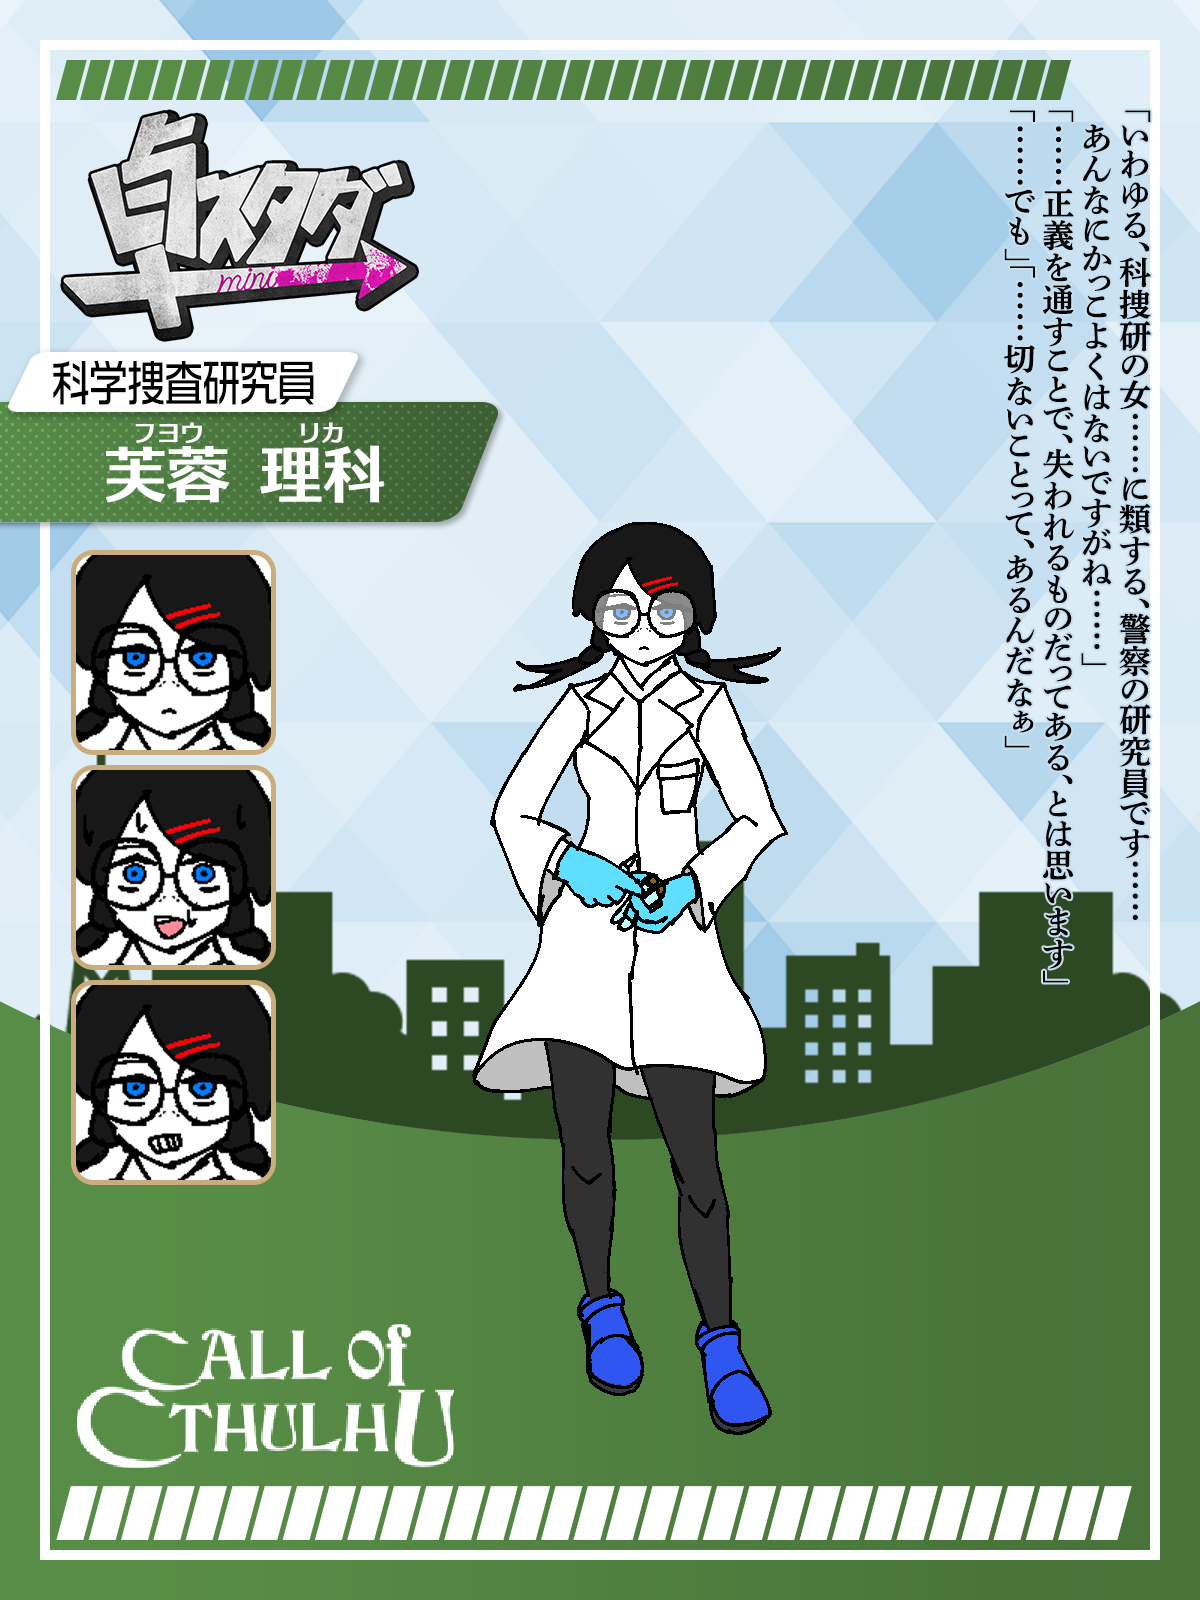 卓スタダ
mini
科学捜査研究員
フヨウ リカ
芙蓉 理科
「いわゆる、科捜研の女……に類する、警察の研究員です……
あんなにかっこよくはないですがね……」
「……正義を通すことで、失われるものだってある、とは思います」
「……でも」「……切ないことって、あるんだなぁ」
CALL of
CTHULHU